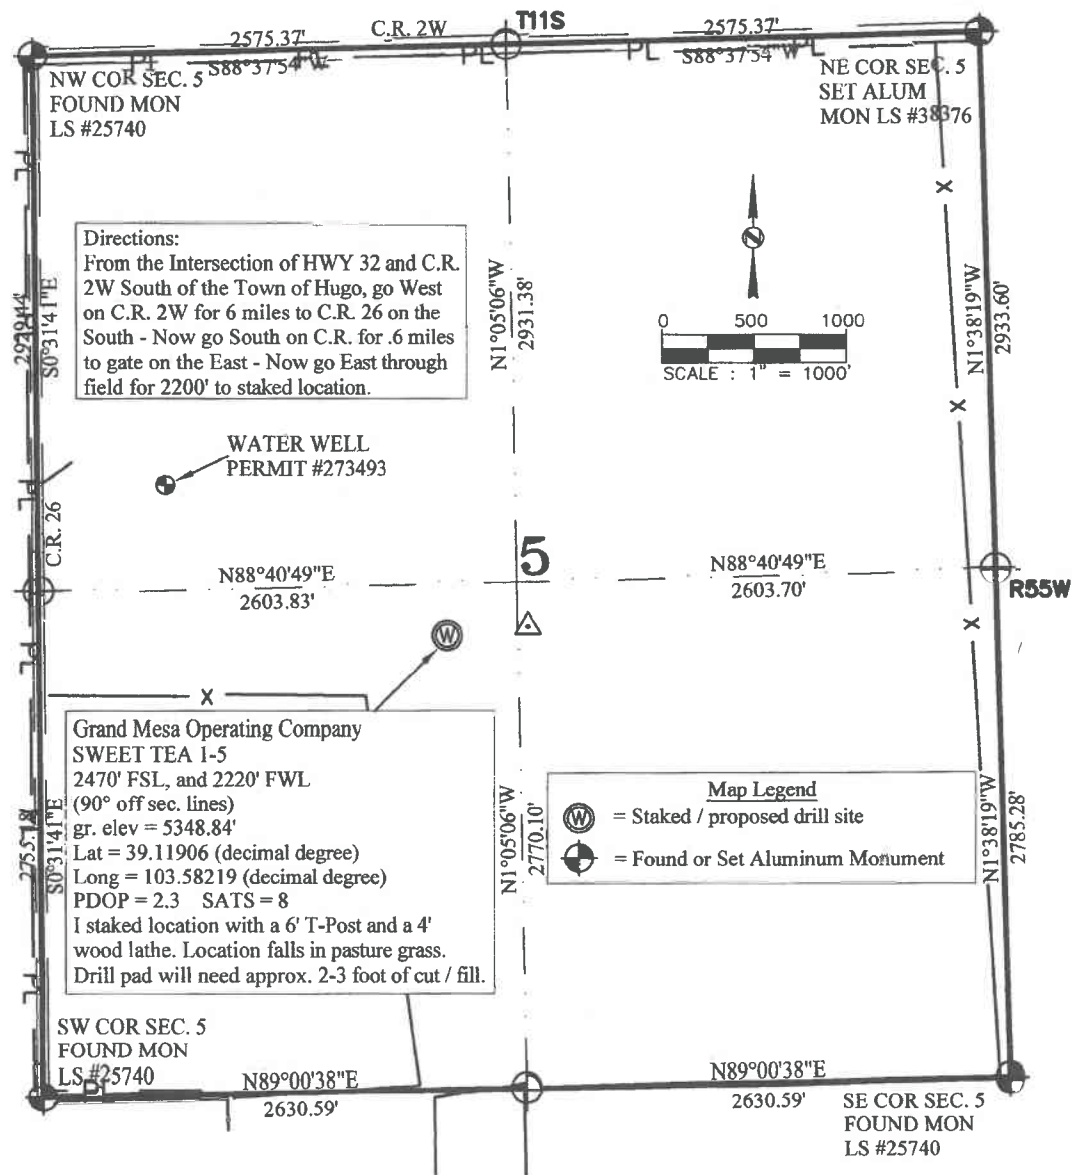 T11S
C.R. 2W
2575.37'
S88°37'54"W
2575.37'
S88°37'54"W
PL
PL
PL
PL
PL
NW COR SEC. 5
FOUND MON
LS #25740
NE COR SEC. 5
SET ALUM
MON LS #38376
X
Directions:
From the Intersection of HWY 32 and C.R.
2W South of the Town of Hugo, go West
on C.R. 2W for 6 miles to C.R. 26 on the
South - Now go South on C.R. for .6 miles
to gate on the East - Now go East through
field for 2200' to staked location.
PL
S0°31'41"E
N1°05'06"W
2931.38'
Z
0 500 1000
SCALE : 1" = 1000'
N1°38'19"W
2933.60'
X
WATER WELL
PERMIT #273493
PL
C.R. 26
5
N88°40'49"E
2603.83'
N88°40'49"E
2603.70'
R55W
W
X
PL
X
Grand Mesa Operating Company
SWEET TEA 1-5
2470' FSL, and 2220' FWL
(90° off sec. lines)
gr. elev = 5348.84'
Lat = 39.11906 (decimal degree)
Long = 103.58219 (decimal degree)
PDOP = 2.3 SATS = 8
I staked location with a 6' T-Post and a 4'
wood lathe. Location falls in pasture grass.
Drill pad will need approx. 2-3 foot of cut / fill.
S0°31'41"E
N1°05'06"W
2770.10'
Map Legend
W = Staked / proposed drill site
= Found or Set Aluminum Monument
N1°38'19"W
2785.28'
PL
SW COR SEC. 5
FOUND MON
LS #25740
PL
N89°00'38"E
2630.59'
N89°00'38"E
2630.59'
SE COR SEC. 5
FOUND MON
LS #25740